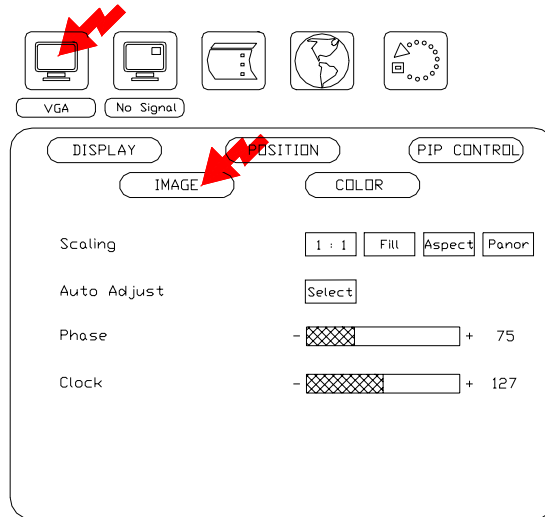 VGA No Signal
DISPLAY POSITION PIP CONTROL
IMAGE COLOR
Scaling 1 : 1 Fill Aspect Panor
Auto Adjust Select
Phase - + 75
Clock - + 127